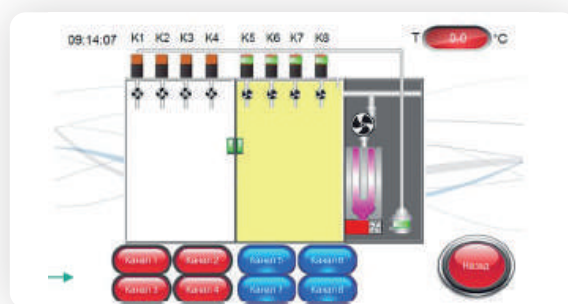 09:14:07 K1 K2 K3 K4 K5 K6 K7 K8 T 0.0 °C
Канал 1 Канал 2 Канал 5 Канал 6
Канал 3 Канал 4 Канал 7 Канал 8
Назад